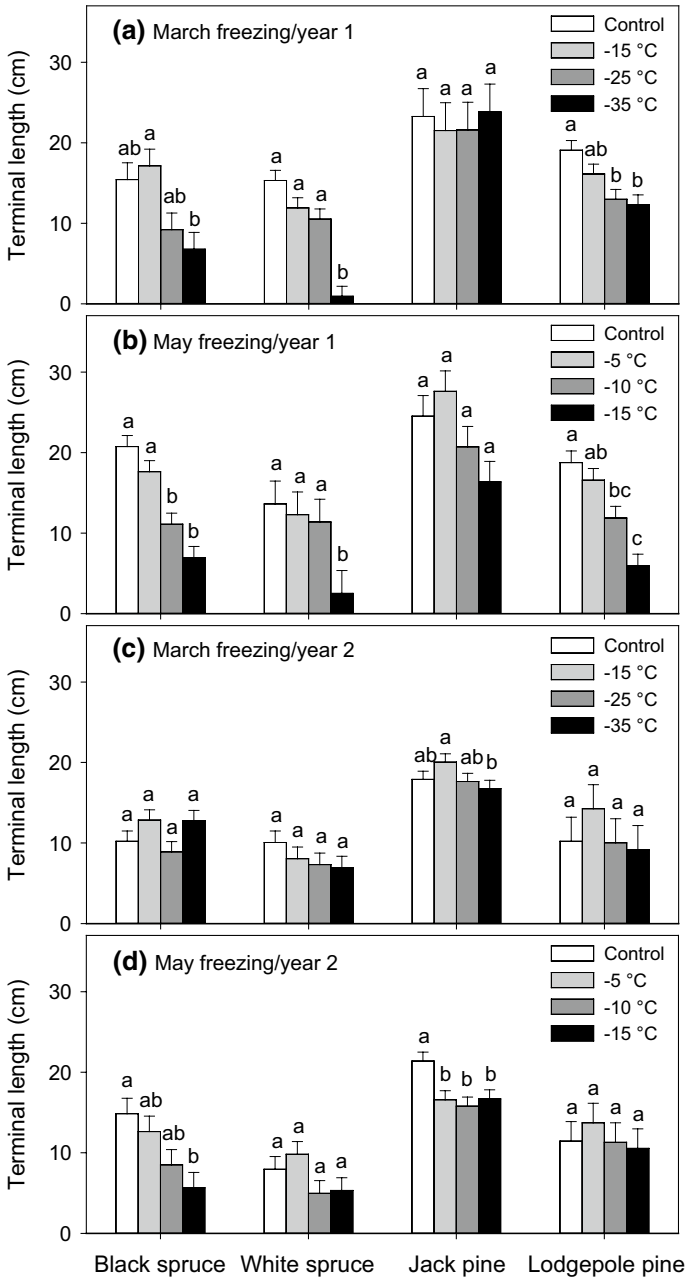 (a) March freezing/year 1
Control
-15 °C
-25 °C
-35 °C
Terminal length (cm)
30
20
10
0
ab a ab b
a a a b
a a a a
a ab b b
(b) May freezing/year 1
Control
-5 °C
-10 °C
-15 °C
Terminal length (cm)
30
20
10
0
a a b b
a a a b
a a a a
a ab bc c
(c) March freezing/year 2
Control
-15 °C
-25 °C
-35 °C
Terminal length (cm)
30
20
10
0
a a a a
a a a a
ab a ab b
a a a a
(d) May freezing/year 2
Control
-5 °C
-10 °C
-15 °C
Terminal length (cm)
30
20
10
0
a ab ab b
a a a a
a b b b
a a a a
Black spruce White spruce Jack pine Lodgepole pine